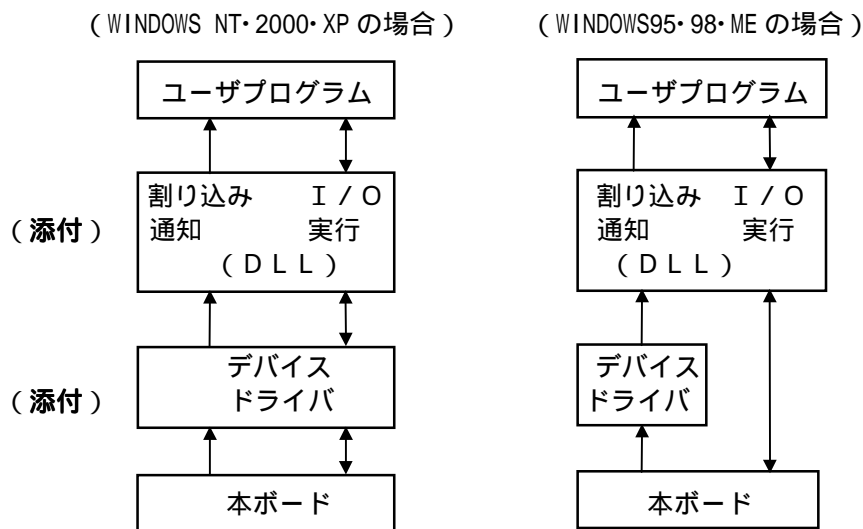 （WINDOWS NT･2000･XP の場合）
（WINDOWS95･98･ME の場合）
ユーザプログラム
ユーザプログラム
（添付）
割り込み　Ｉ／Ｏ
通知　　　実行
（ＤＬＬ）
割り込み　Ｉ／Ｏ
通知　　　実行
（ＤＬＬ）
（添付）
デバイス
ドライバ
デバイス
ドライバ
本ボード
本ボード